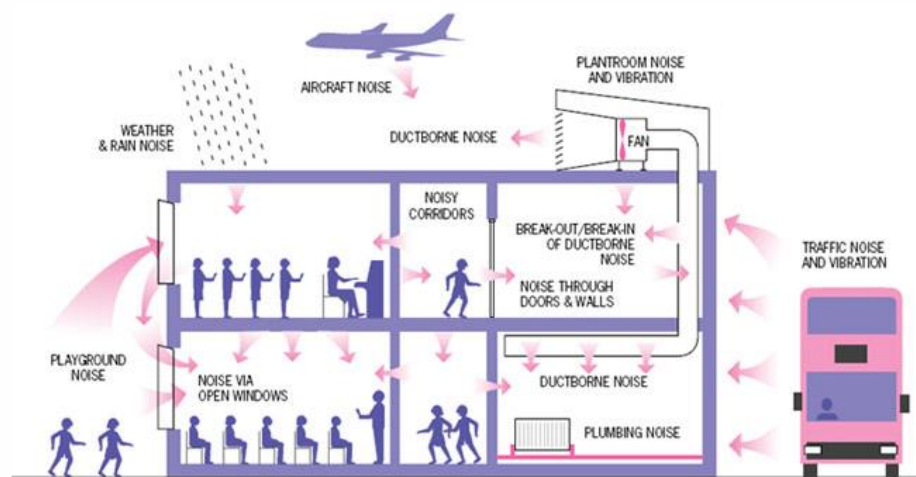 AIRCRAFT NOISE
PLANTROOM NOISE
AND VIBRATION
WEATHER
& RAIN NOISE
DUCTBORNE NOISE
FAN
NOISY
CORRIDORS
BREAK-OUT/BREAK-IN
OF DUCTBORNE
NOISE
NOISE THROUGH
DOORS & WALLS
TRAFFIC NOISE
AND VIBRATION
PLAYGROUND
NOISE
NOISE VIA
OPEN WINDOWS
DUCTBORNE NOISE
PLUMBING NOISE